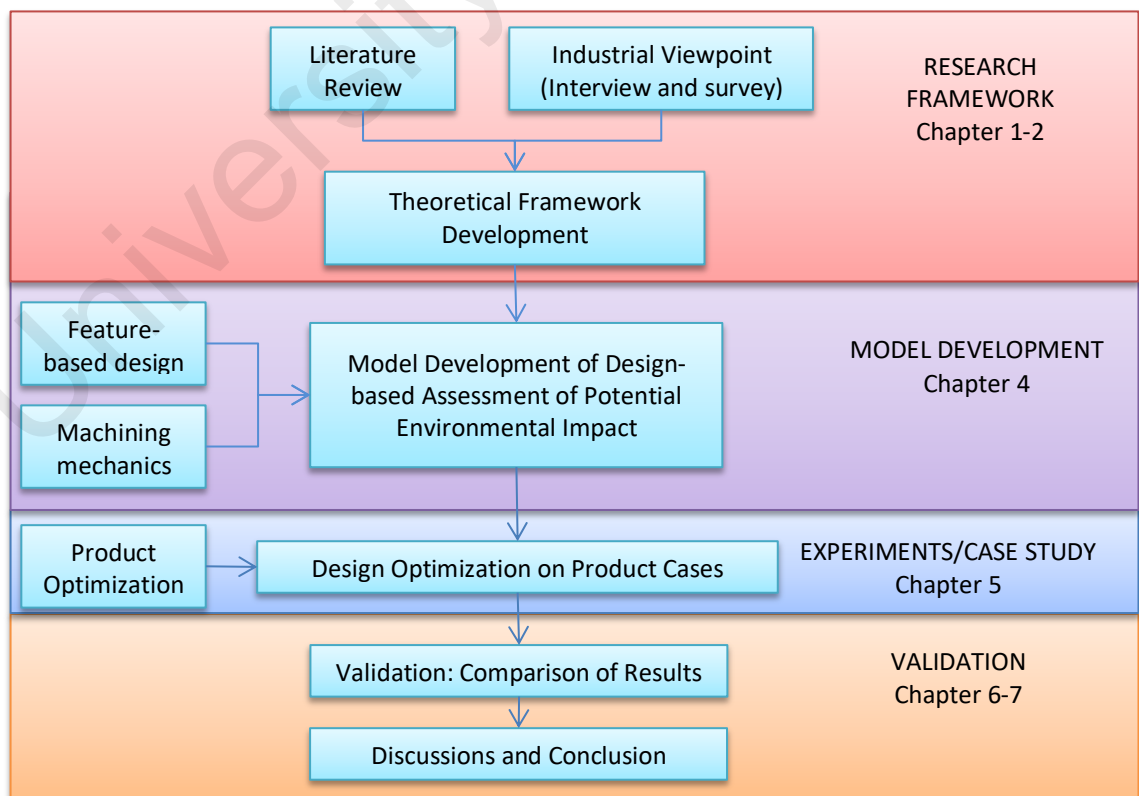 University
Literature
Review
Industrial Viewpoint
(Interview and survey)
RESEARCH
FRAMEWORK
Chapter 1-2
Theoretical Framework
Development
Feature-
based design
Machining
mechanics
Model Development of Design-
based Assessment of Potential
Environmental Impact
MODEL DEVELOPMENT
Chapter 4
Product
Optimization
Design Optimization on Product Cases
EXPERIMENTS/CASE STUDY
Chapter 5
Validation: Comparison of Results
Discussions and Conclusion
VALIDATION
Chapter 6-7